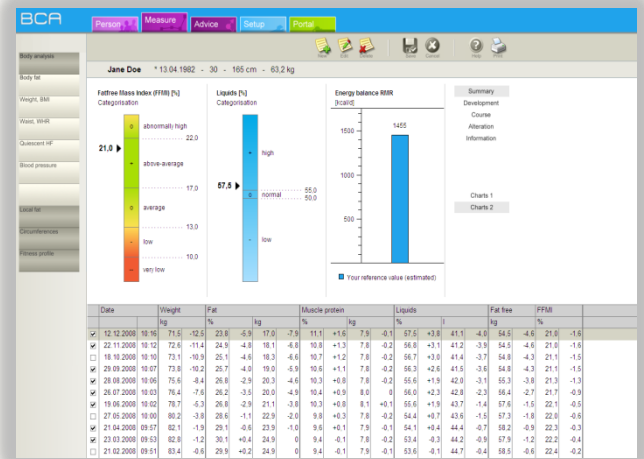 BCA
Person
Measure
Advice
Setup
Portal
New Edit Delete Save Cancel Help Print
Body analysis
Body fat
Weight, BMI
Waist, WHR
Quiescent HF
Blood pressure
Local fat
Circumferences
Fitness profile
Jane Doe * 13.04.1982 - 30 - 165 cm - 63,2 kg
Fatfree Mass Index (FFMI) [%]
Categorisation
abnormally high
22,0
21,0
above-average
17,0
average
13,0
low
10,0
very low
Liquids [%]
Categorisation
high
57,5
55,0
normal
50,0
low
Energy balance RMR
[kcal/d]
1455
1500
1000
500
Your reference value (estimated)
Summary
Development
Course
Alteration
Information
Charts 1
Charts 2
Date Weight Fat Muscle protein Liquids Fat free FFMI
kg % kg % kg % l kg %
12.12.2008 10:16 71,5 -12,5 23,8 -5,9 17,0 -7,9 11,1 +1,6 7,9 -0,1 57,5 +3,8 41,1 -4,0 54,5 -4,6 21,0 -1,6
22.11.2008 10:12 72,6 -11,4 24,9 -4,8 18,1 -6,8 10,8 +1,3 7,8 -0,2 56,8 +3,1 41,2 -3,9 54,5 -4,6 21,0 -1,6
18.10.2008 10:10 73,1 -10,9 25,1 -4,6 18,3 -6,6 10,7 +1,2 7,8 -0,2 56,7 +3,0 41,4 -3,7 54,8 -4,3 21,1 -1,5
29.09.2008 10:07 73,8 -10,2 25,7 -4,0 19,0 -5,9 10,6 +1,1 7,8 -0,2 56,3 +2,6 41,5 -3,6 54,8 -4,3 21,1 -1,5
28.08.2008 10:06 75,6 -8,4 26,8 -2,9 20,3 -4,6 10,3 +0,8 7,8 -0,2 55,6 +1,9 42,0 -3,1 55,3 -3,8 21,3 -1,3
26.07.2008 10:03 76,4 -7,6 26,2 -3,5 20,0 -4,9 10,4 +0,9 8,0 0 56,0 +2,3 42,8 -2,3 56,4 -2,7 21,7 -0,9
19.06.2008 10:02 78,7 -5,3 26,8 -2,9 21,1 -3,8 10,3 +0,8 8,1 +0,1 55,6 +1,9 43,7 -1,4 57,6 -1,5 22,1 -0,5
27.05.2008 10:00 80,2 -3,8 28,6 -1,1 22,9 -2,0 9,8 +0,3 7,8 -0,2 54,4 +0,7 43,6 -1,5 57,3 -1,8 22,0 -0,6
21.04.2008 09:57 82,1 -1,9 29,1 -0,6 23,9 -1,0 9,6 +0,1 7,9 -0,1 54,1 +0,4 44,4 -0,7 58,2 -0,9 22,3 -0,3
23.03.2008 09:53 82,8 -1,2 30,1 +0,4 24,9 0 9,4 -0,1 7,8 -0,2 53,4 -0,3 44,2 -0,9 57,9 -1,2 22,2 -0,4
21.02.2008 09:51 83,4 -0,6 29,9 +0,2 24,9 0 9,4 -0,1 7,9 -0,1 53,6 -0,1 44,7 -0,4 58,5 -0,6 22,4 -0,2